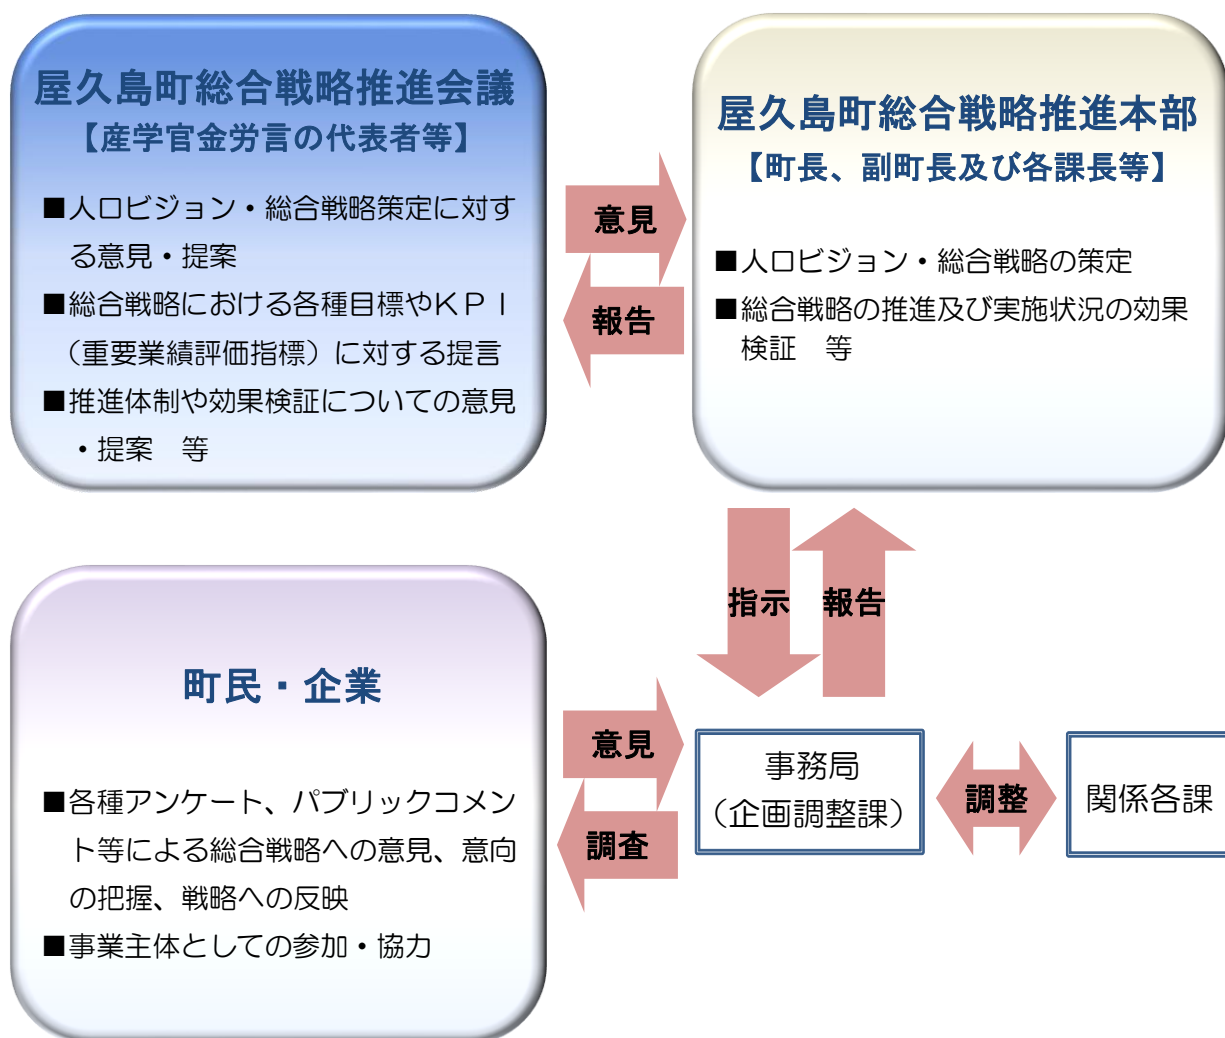 屋久島町総合戦略推進会議
【産学官金労言の代表者等】
■人口ビジョン・総合戦略策定に対す
る意見・提案
■総合戦略における各種目標やＫＰＩ
（重要業績評価指標）に対する提言
■推進体制や効果検証についての意見
・提案　等
意見
報告
屋久島町総合戦略推進本部
【町長、副町長及び各課長等】
■人口ビジョン・総合戦略の策定
■総合戦略の推進及び実施状況の効果
検証　等
指示
報告
町民・企業
■各種アンケート、パブリックコメン
ト等による総合戦略への意見、意向
の把握、戦略への反映
■事業主体としての参加・協力
意見
調査
事務局
（企画調整課）
調整
関係各課